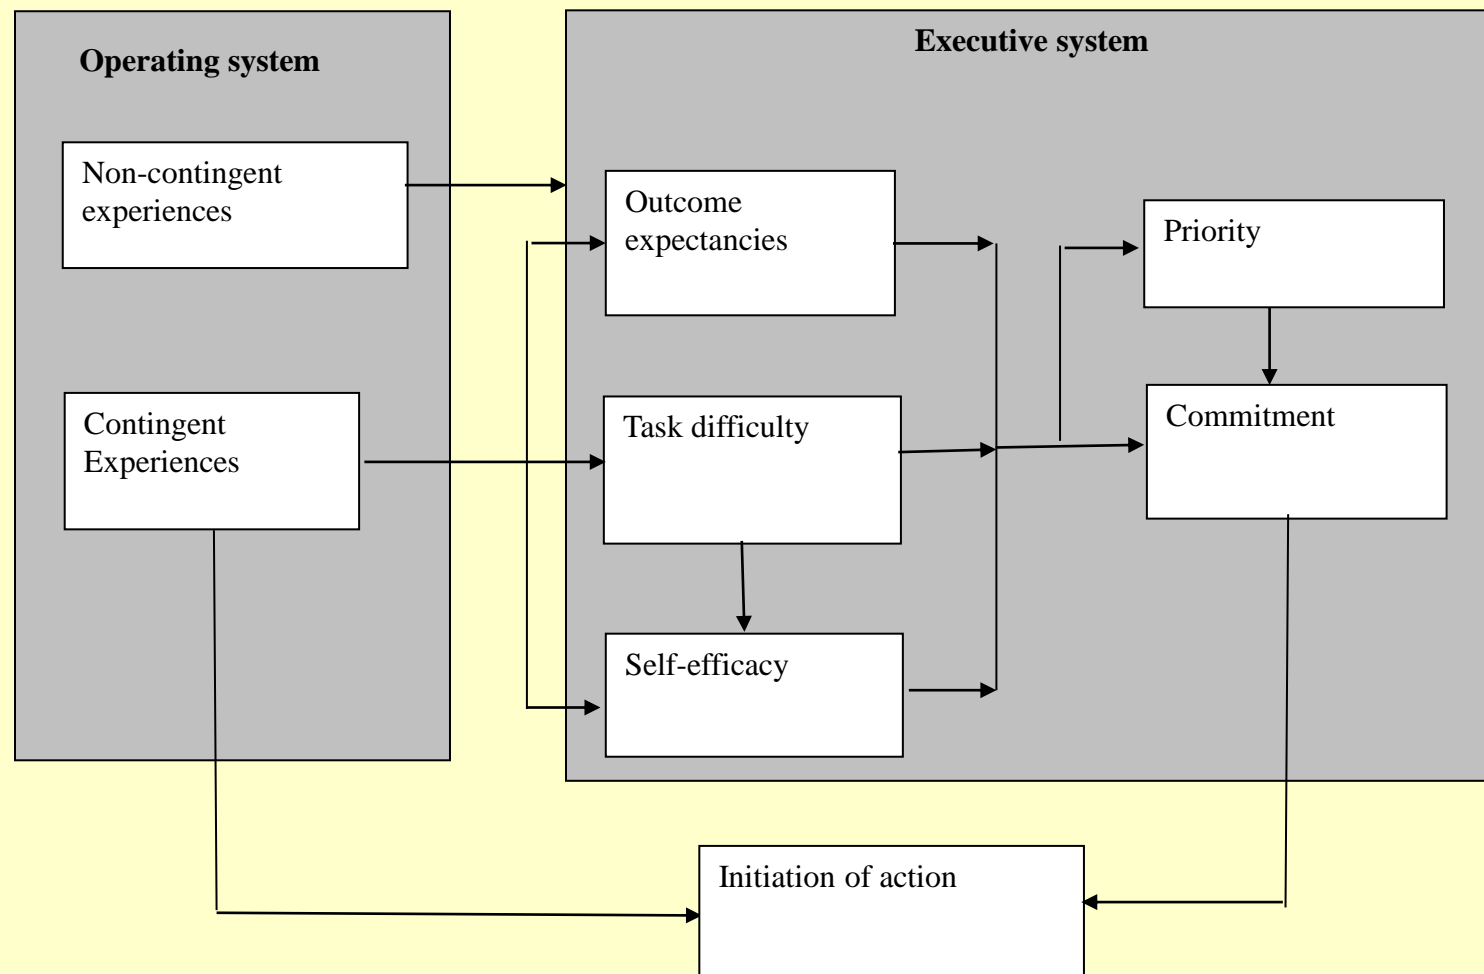 Operating system
Executive system
Non-contingent
experiences
Outcome
expectancies
Priority
Contingent
Experiences
Task difficulty
Commitment
Self-efficacy
Initiation of action